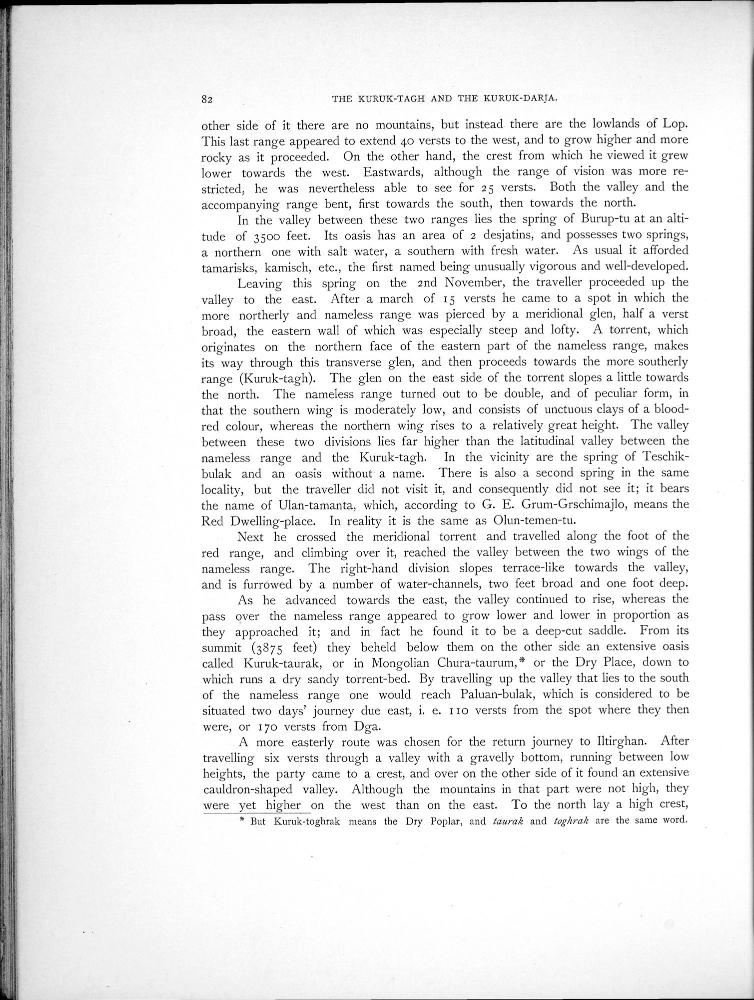 82 THE KURUK-TAGH AND THE KURUK-DARJA.
other side of it there are no mountains, but instead there are the lowlands of Lop.
This last range appeared to extend 40 versts to the west, and to grow higher and more
rocky as it proceeded. On the other hand, the crest from which he viewed it grew
lower towards the west. Eastwards, although the range of vision was more re-
stricted, he was nevertheless able to see for 25 versts. Both the valley and the
accompanying range bent, first towards the south, then towards the north.
In the valley between these two ranges lies the spring of Burup-tu at an alti-
tude of 3500 feet. Its oasis has an area of 2 desjatins, and possesses two springs,
a northern one with salt water, a southern with fresh water. As usual it afforded
tamarisks, kamisch, etc., the first named being unusually vigorous and well-developed.
Leaving this spring on the 2nd November, the traveller proceeded up the
valley to the east. After a march of 15 versts he came to a spot in which the
more northerly and nameless range was pierced by a meridional glen, half a verst
broad, the eastern wall of which was especially steep and lofty. A torrent, which
originates on the northern face of the eastern part of the nameless range, makes
its way through this transverse glen, and then proceeds towards the more southerly
range (Kuruk-tagh). The glen on the east side of the torrent slopes a little towards
the north. The nameless range turned out to be double, and of peculiar form, in
that the southern wing is moderately low, and consists of unctuous clays of a blood-
red colour, whereas the northern wing rises to a relatively great height. The valley
between these two divisions lies far higher than the latitudinal valley between the
nameless range and the Kuruk-tagh. In the vicinity are the spring of Teschik-
bulak and an oasis without a name. There is also a second spring in the same
locality, but the traveller did not visit it, and consequently did not see it; it bears
the name of Ulan-tamanta, which, according to G. E. Grum-Grschimajlo, means the
Red Dwelling-place. In reality it is the same as Olun-temen-tu.
Next he crossed the meridional torrent and travelled along the foot of the
red range, and climbing over it, reached the valley between the two wings of the
nameless range. The right-hand division slopes terrace-like towards the valley,
and is furrowed by a number of water-channels, two feet broad and one foot deep.
As he advanced towards the east, the valley continued to rise, whereas the
pass over the nameless range appeared to grow lower and lower in proportion as
they approached it; and in fact he found it to be a deep-cut saddle. From its
summit (3875 feet) they beheld below them on the other side an extensive oasis
called Kuruk-taurak, or in Mongolian Chura-taurum,* or the Dry Place, down to
which runs a dry sandy torrent-bed. By travelling up the valley that lies to the south
of the nameless range one would reach Paluan-bulak, which is considered to be
situated two days' journey due east, i. e. 110 versts from the spot where they then
were, or 170 versts from Dga.
A more easterly route was chosen for the return journey to Iltirghan. After
travelling six versts through a valley with a gravelly bottom, running between low
heights, the party came to a crest, and over on the other side of it found an extensive
cauldron-shaped valley. Although the mountains in that part were not high, they
were yet higher on the west than on the east. To the north lay a high crest,
* But Kuruk-toghrak means the Dry Poplar, and taurak and toghrak are the same word.